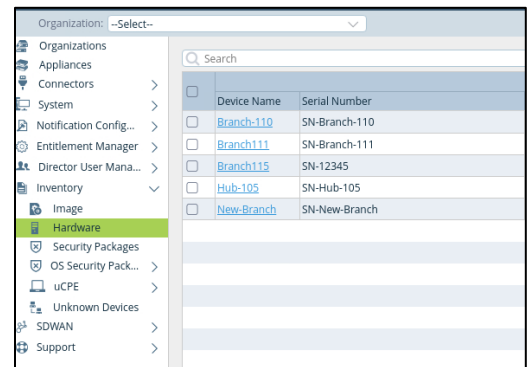 Organization: --Select--
Organizations
Appliances
Connectors
System
Notification Config...
Entitlement Manager
Director User Mana...
Inventory
Image
Hardware
Security Packages
OS Security Pack...
uCPE
Unknown Devices
SDWAN
Support
Search
Device Name Serial Number
Branch-110 SN-Branch-110
Branch111 SN-Branch-111
Branch115 SN-12345
Hub-105 SN-Hub-105
New-Branch SN-New-Branch